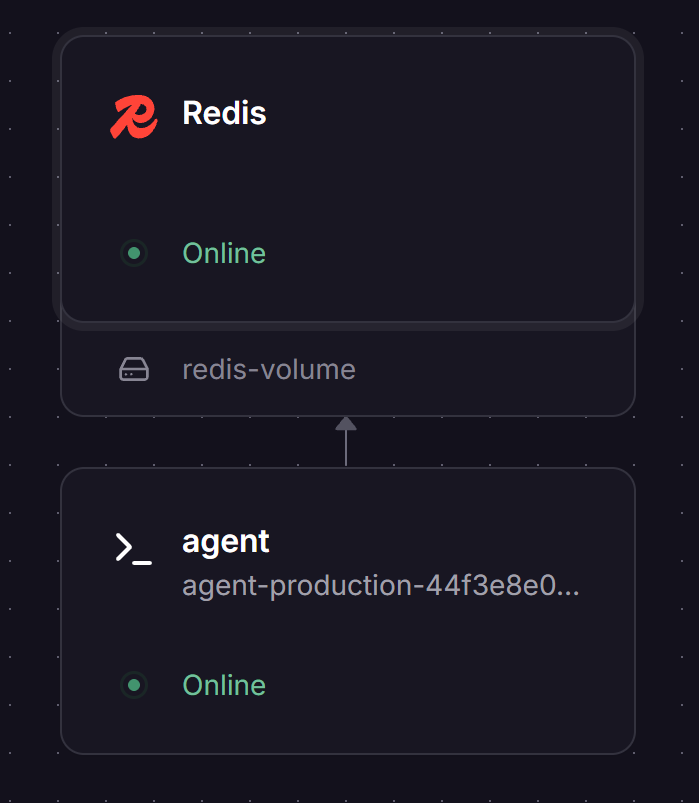 Redis
Online
redis-volume
agent
agent-production-44f3e8e0...
Online